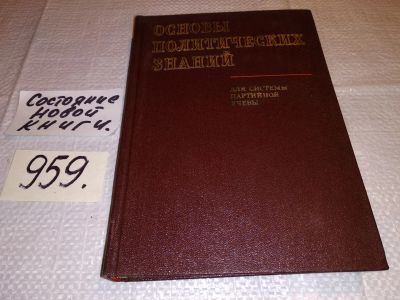 ОСНОВЫ
ПОЛИТИЧЕСКИХ
ЗНАНИЙ
ДЛЯ СИСТЕМЫ
ПАРТИЙНОЙ
УЧЕБЫ
Состояние
новой
книги.
959.